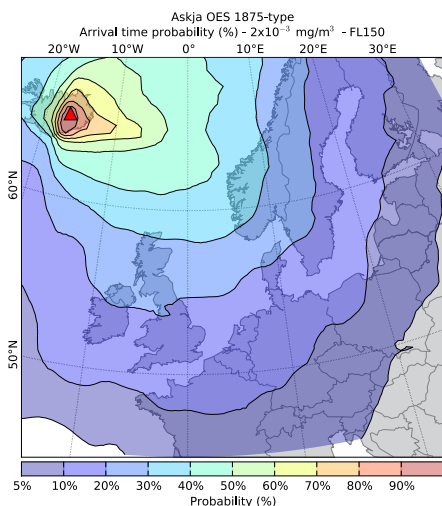 Askja OES 1875-type
Arrival time probability (%) - 2x10⁻³ mg/m³ - FL150
20°W 10°W 0° 10°E 20°E 30°E
60°N
50°N
5% 10% 20% 30% 40% 50% 60% 70% 80% 90%
Probability (%)